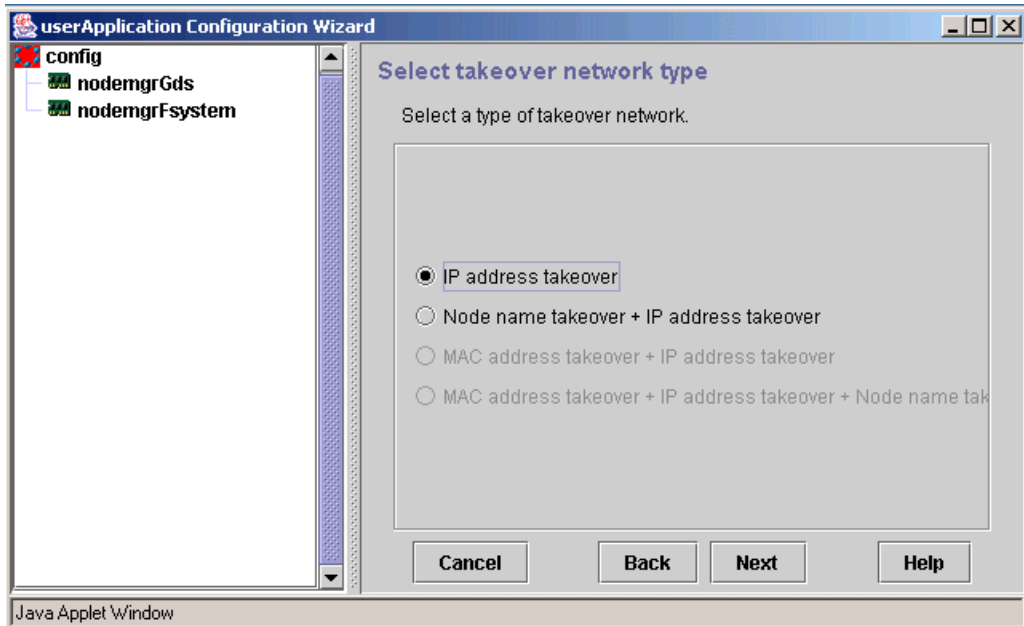 userApplication Configuration Wizard
config
nodemgrGds
nodemgrFsystem
Select takeover network type
Select a type of takeover network.
IP address takeover
Node name takeover + IP address takeover
MAC address takeover + IP address takeover
MAC address takeover + IP address takeover + Node name tak
Cancel Back Next Help
Java Applet Window